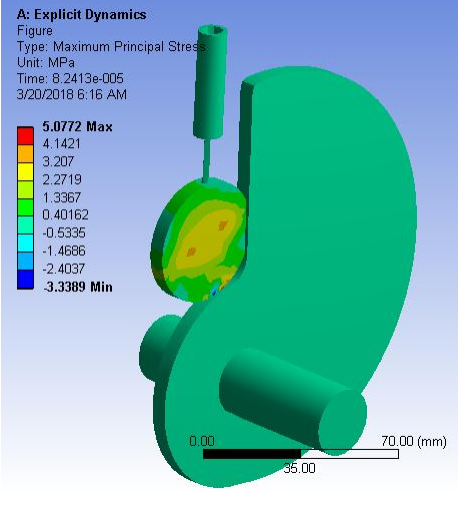 A: Explicit Dynamics
Figure
Type: Maximum Principal Stress
Unit: MPa
Time: 8.2413e-005
3/20/2018 6:16 AM
5.0772 Max
4.1421
3.207
2.2719
1.3367
0.40162
-0.5335
-1.4686
-2.4037
-3.3389 Min
0.00
70.00 (mm)
35.00